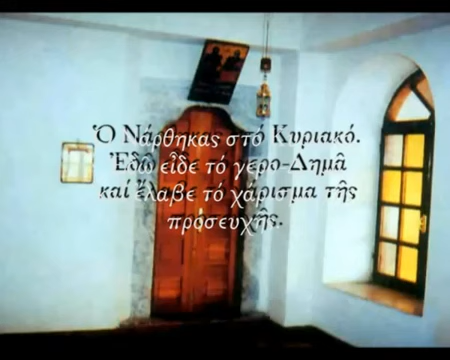 Ὁ Νάρθηκας στό Κυριακό.
Ἐδῶ εἶδε τό γερο-Δημᾶ
καί ἔλαβε τό χάρισμα τῆς
προσευχῆς.